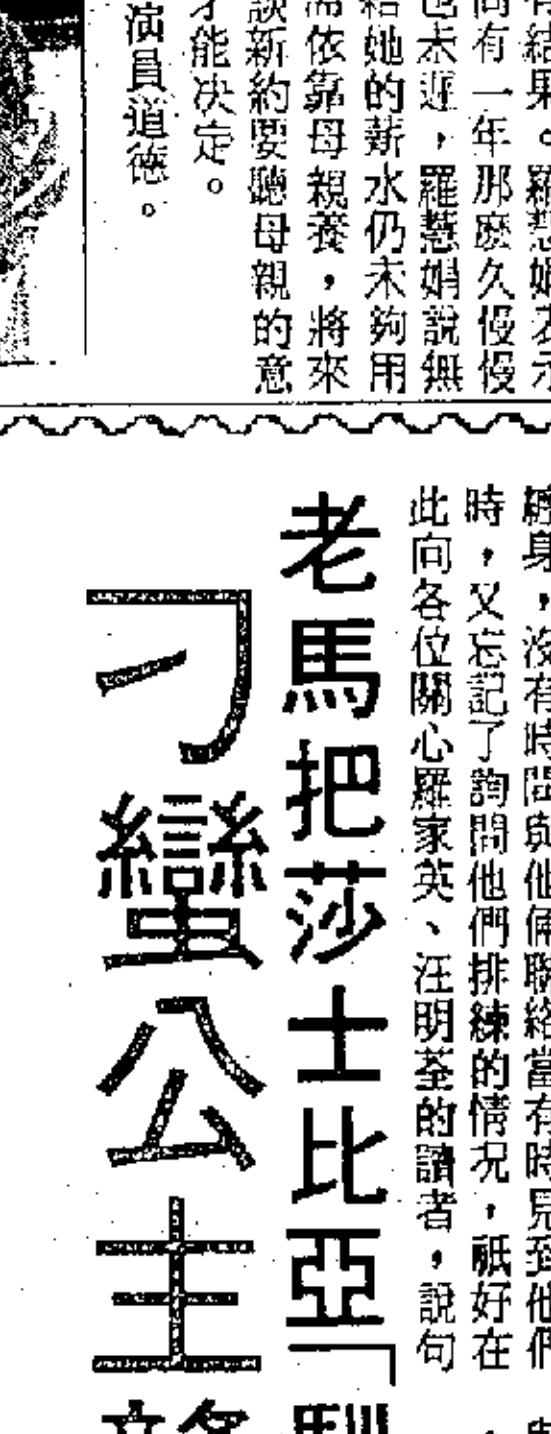 有結果。羅慧娟表示
尚有一年那麽久慢慢
也未遲，羅慧娟說無
給她的薪水仍未夠用
需依靠母親養，將來
談新約要聽母親的意
才能决定。
演員道德。
纏身，沒有時間與他倆聯絡當有時見到他們
時，又忘記了詢問他們排練的情況，祇好在
此向各位關心羅家英、汪明荃的讀者，說句
老馬把莎士比亞「馴
刁蠻公主